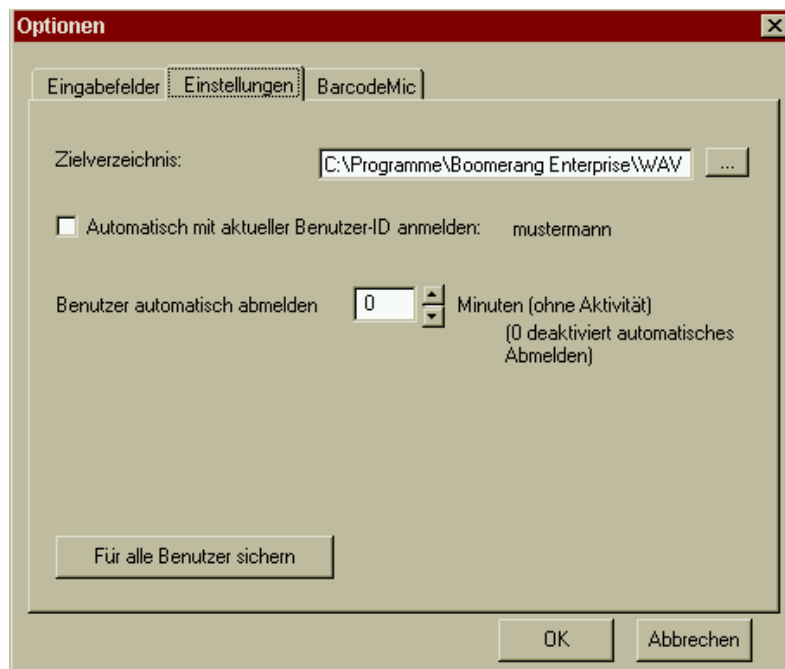 Optionen
Eingabefelder Einstellungen BarcodeMic
Zielverzeichnis: C:\Programme\Boomerang Enterprise\WAV ...
Automatisch mit aktueller Benutzer-ID anmelden: mustermann
Benutzer automatisch abmelden 0 Minuten (ohne Aktivität)
(0 deaktiviert automatisches
Abmelden)
Für alle Benutzer sichern
OK Abbrechen